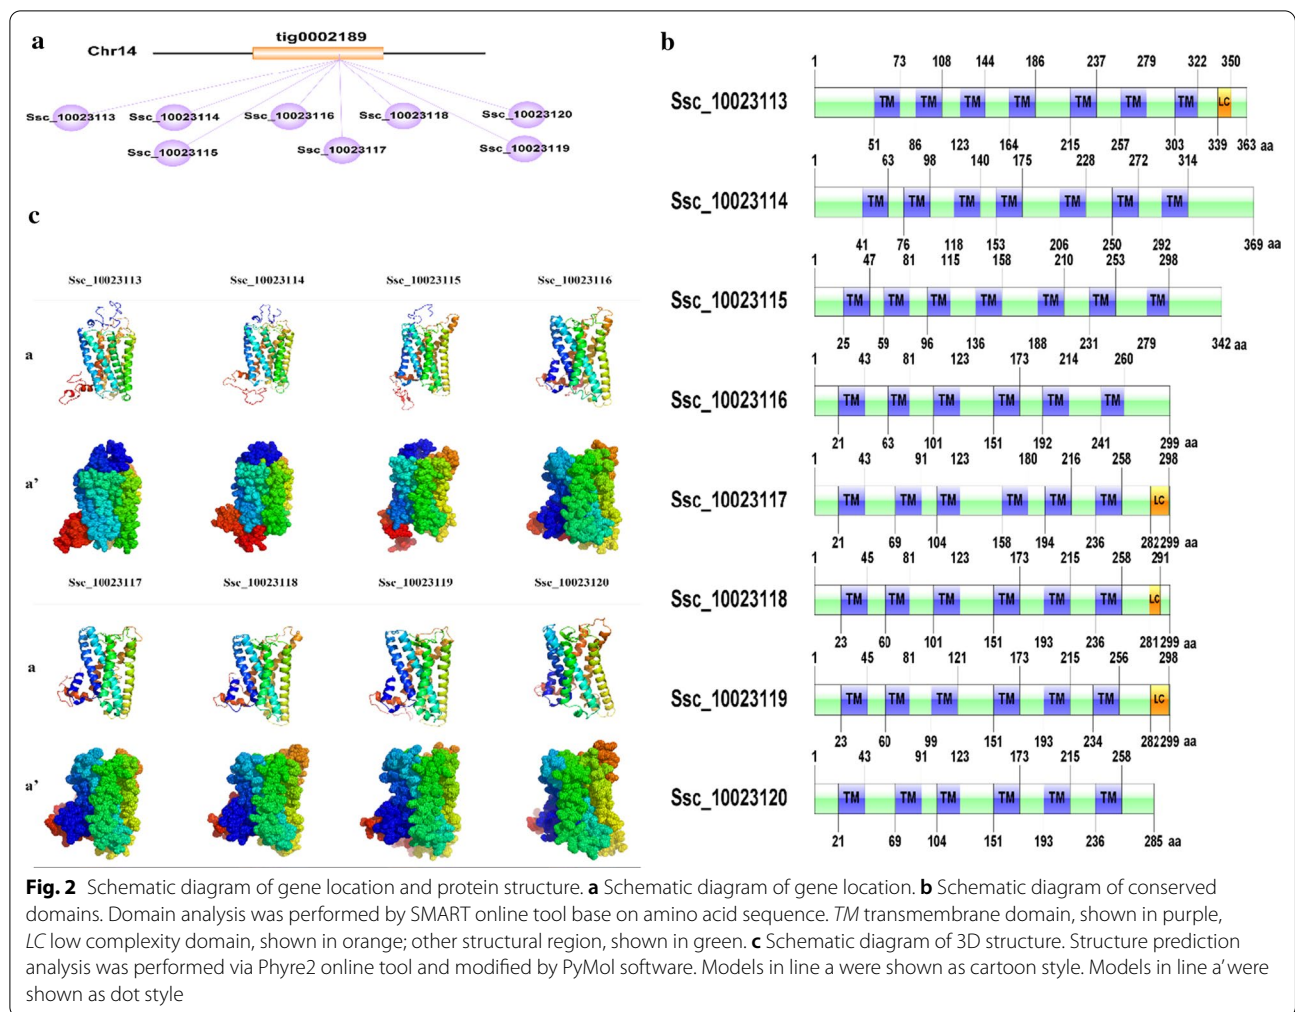 a
tig0002189
Chr14
Ssc_10023113
Ssc_10023114
Ssc_10023116
Ssc_10023118
Ssc_10023120
Ssc_10023115
Ssc_10023117
Ssc_10023119
b
1 73 108 144 186 237 279 322 350
Ssc_10023113
TM TM TM TM TM TM TM LC
51 86 123 164 215 257 303 339 363 aa
1 63 98 140 175 228 272 314
Ssc_10023114
TM TM TM TM TM TM TM
41 76 118 153 206 250 292 369 aa
1 47 81 115 158 210 253 298
Ssc_10023115
TM TM TM TM TM TM TM
25 59 96 136 188 231 279 342 aa
1 43 81 123 173 214 260
Ssc_10023116
TM TM TM TM TM TM
21 63 101 151 192 241 299 aa
1 43 91 123 180 216 258 298
Ssc_10023117
TM TM TM TM TM TM LC
21 69 104 158 194 236 282 299 aa
1 45 81 123 173 215 258 291
Ssc_10023118
TM TM TM TM TM TM LC
23 60 101 151 193 236 281 299 aa
1 45 81 121 173 215 256 298
Ssc_10023119
TM TM TM TM TM TM LC
23 60 99 151 193 234 282 299 aa
1 43 91 123 173 215 258
Ssc_10023120
TM TM TM TM TM TM
21 69 104 151 194 236 285 aa
c
Ssc_10023113 Ssc_10023114 Ssc_10023115 Ssc_10023116
a
a'
Ssc_10023117 Ssc_10023118 Ssc_10023119 Ssc_10023120
a
a'
Fig. 2 Schematic diagram of gene location and protein structure. a Schematic diagram of gene location. b Schematic diagram of conserved
domains. Domain analysis was performed by SMART online tool base on amino acid sequence. TM transmembrane domain, shown in purple,
LC low complexity domain, shown in orange; other structural region, shown in green. c Schematic diagram of 3D structure. Structure prediction
analysis was performed via Phyre2 online tool and modified by PyMol software. Models in line a were shown as cartoon style. Models in line a' were
shown as dot style